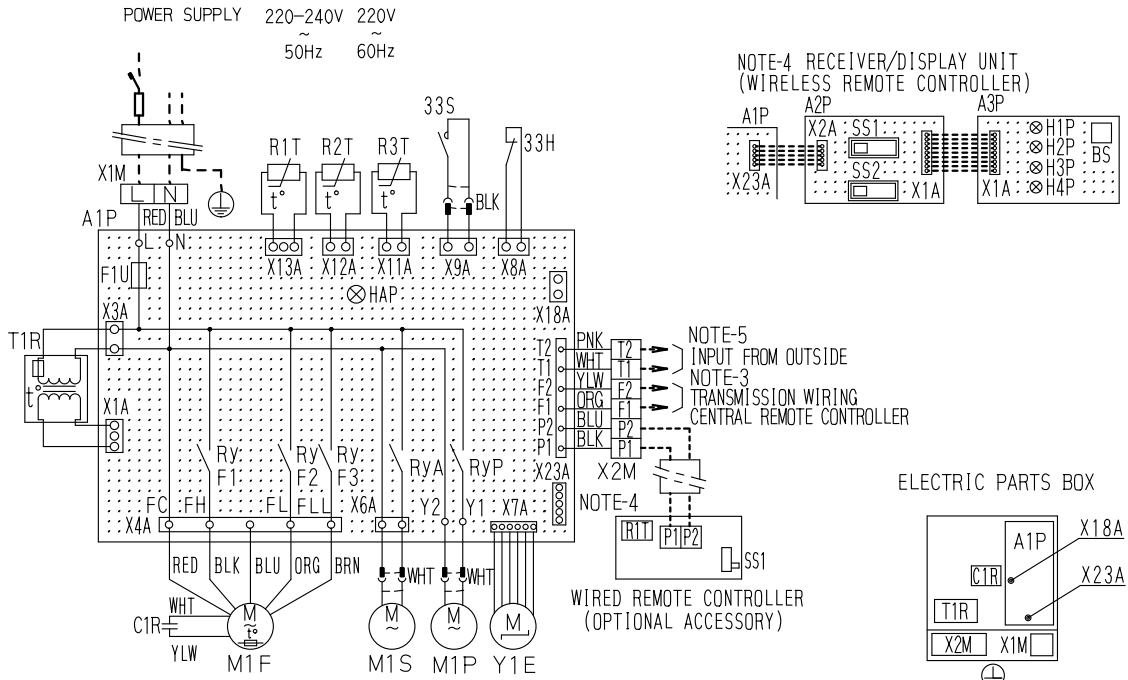 POWER SUPPLY 220-240V 220V
~ ~
50Hz 60Hz
NOTE-4 RECEIVER/DISPLAY UNIT
(WIRELESS REMOTE CONTROLLER)
A1P A2P A3P
X2A SS1
SS2
X23A X1A X1A
H1P
H2P
H3P
H4P
BS
33S
33H
R1T R2T R3T
t° t° t°
BLK
X1M
L N
A1P RED BLU
L N
X13A X12A X11A X9A X8A
F1U
HAP
X18A
X3A
T1R
t°
X1A
T2 PNK T2
T1 WHT T1
F2 YLW F2
F1 ORG F1
P2 BLU P2
P1 BLK P1
NOTE-5
INPUT FROM OUTSIDE
NOTE-3
TRANSMISSION WIRING
CENTRAL REMOTE CONTROLLER
X23A X2M
Ry F1
Ry F2
Ry F3
RyA
RyP
FC FH FL FLL X6A Y2 Y1 X7A
X4A
NOTE-4
R1T P1 P2
SS1
WIRED REMOTE CONTROLLER
(OPTIONAL ACCESSORY)
RED BLK BLU ORG BRN
WHT WHT
WHT
C1R
YLW
M
~
t°
M
~
M
~
M
M1F M1S M1P Y1E
ELECTRIC PARTS BOX
A1P
X18A
C1R
X23A
T1R
X2M X1M